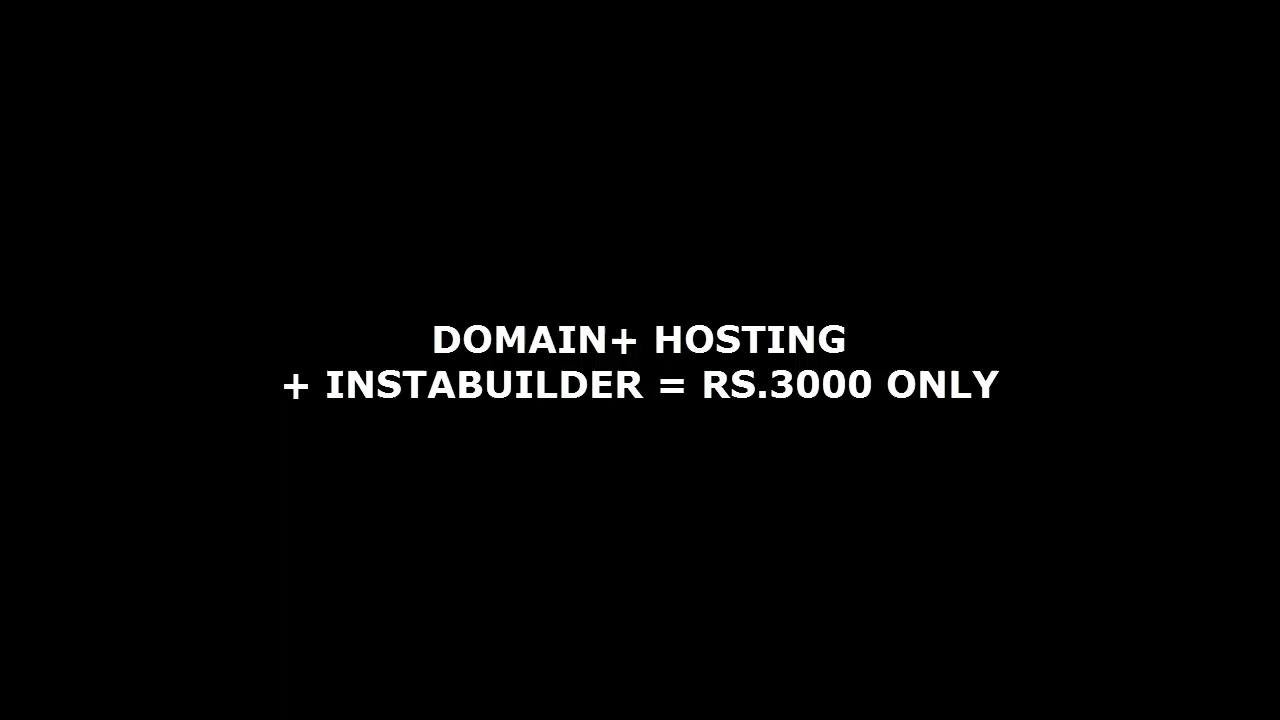 DOMAIN+ HOSTING
+ INSTABUILDER = RS.3000 ONLY